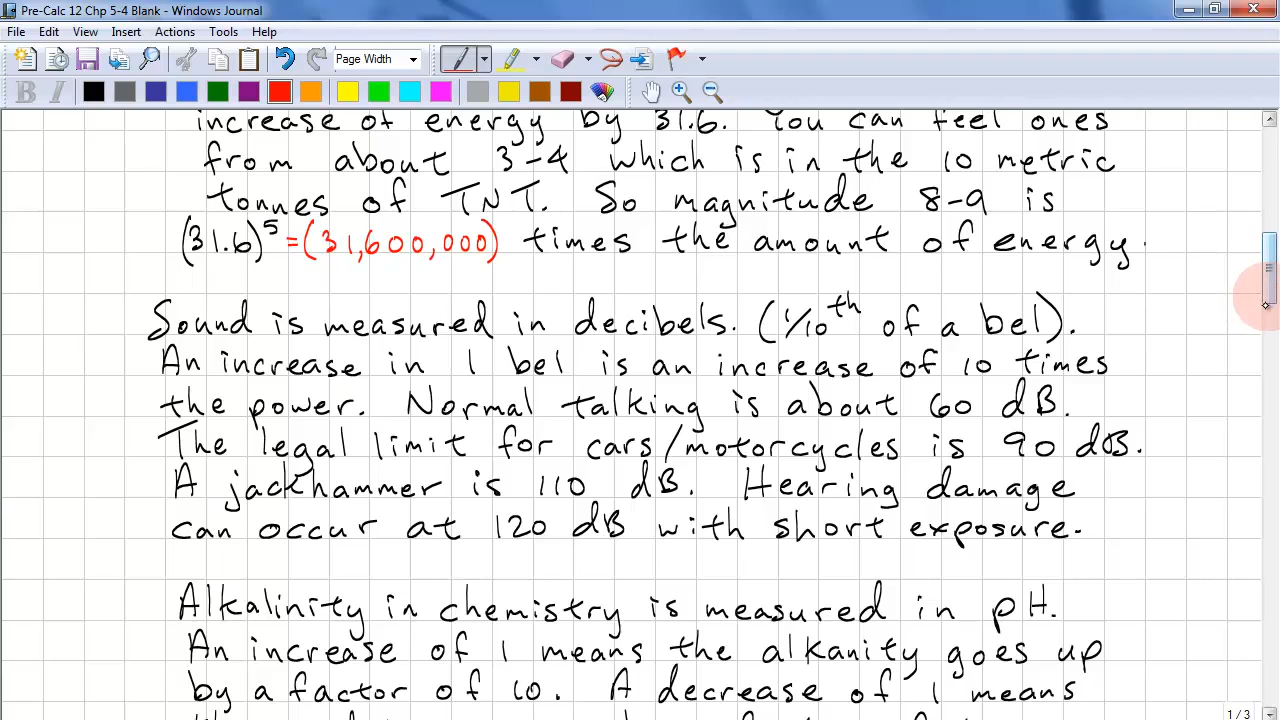 Pre-Calc 12 Chp 5-4 Blank - Windows Journal
File Edit View Insert Actions Tools Help
Page Width
B I
increase of energy by 31.6. You can feel ones
from about 3-4 which is in the 10 metric
tonnes of TNT. So magnitude 8-9 is
(31.6)^5 = (31,600,000) times the amount of energy.
Sound is measured in decibels. (1/10th of a bel).
An increase in 1 bel is an increase of 10 times
the power. Normal talking is about 60 dB.
The legal limit for cars/motorcycles is 90 dB.
A jackhammer is 110 dB. Hearing damage
can occur at 120 dB with short exposure.
Alkalinity in chemistry is measured in pH.
An increase of 1 means the alkanity goes up
by a factor of 10. A decrease of 1 means
1/3